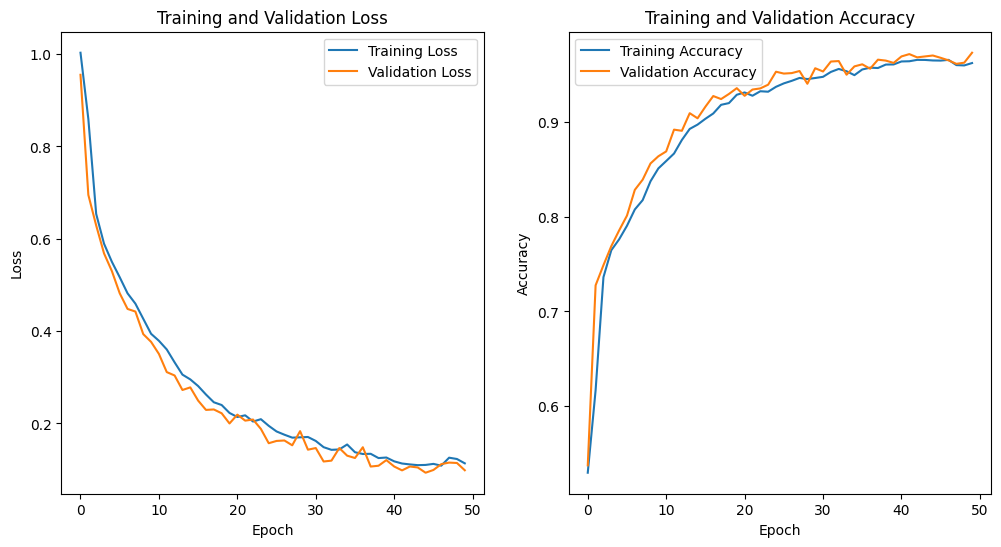 Training and Validation Loss
Training Loss
Validation Loss
1.0
0.8
0.6
0.4
0.2
Loss
0 10 20 30 40 50
Epoch
Training and Validation Accuracy
Training Accuracy
Validation Accuracy
0.9
0.8
0.7
0.6
Accuracy
0 10 20 30 40 50
Epoch